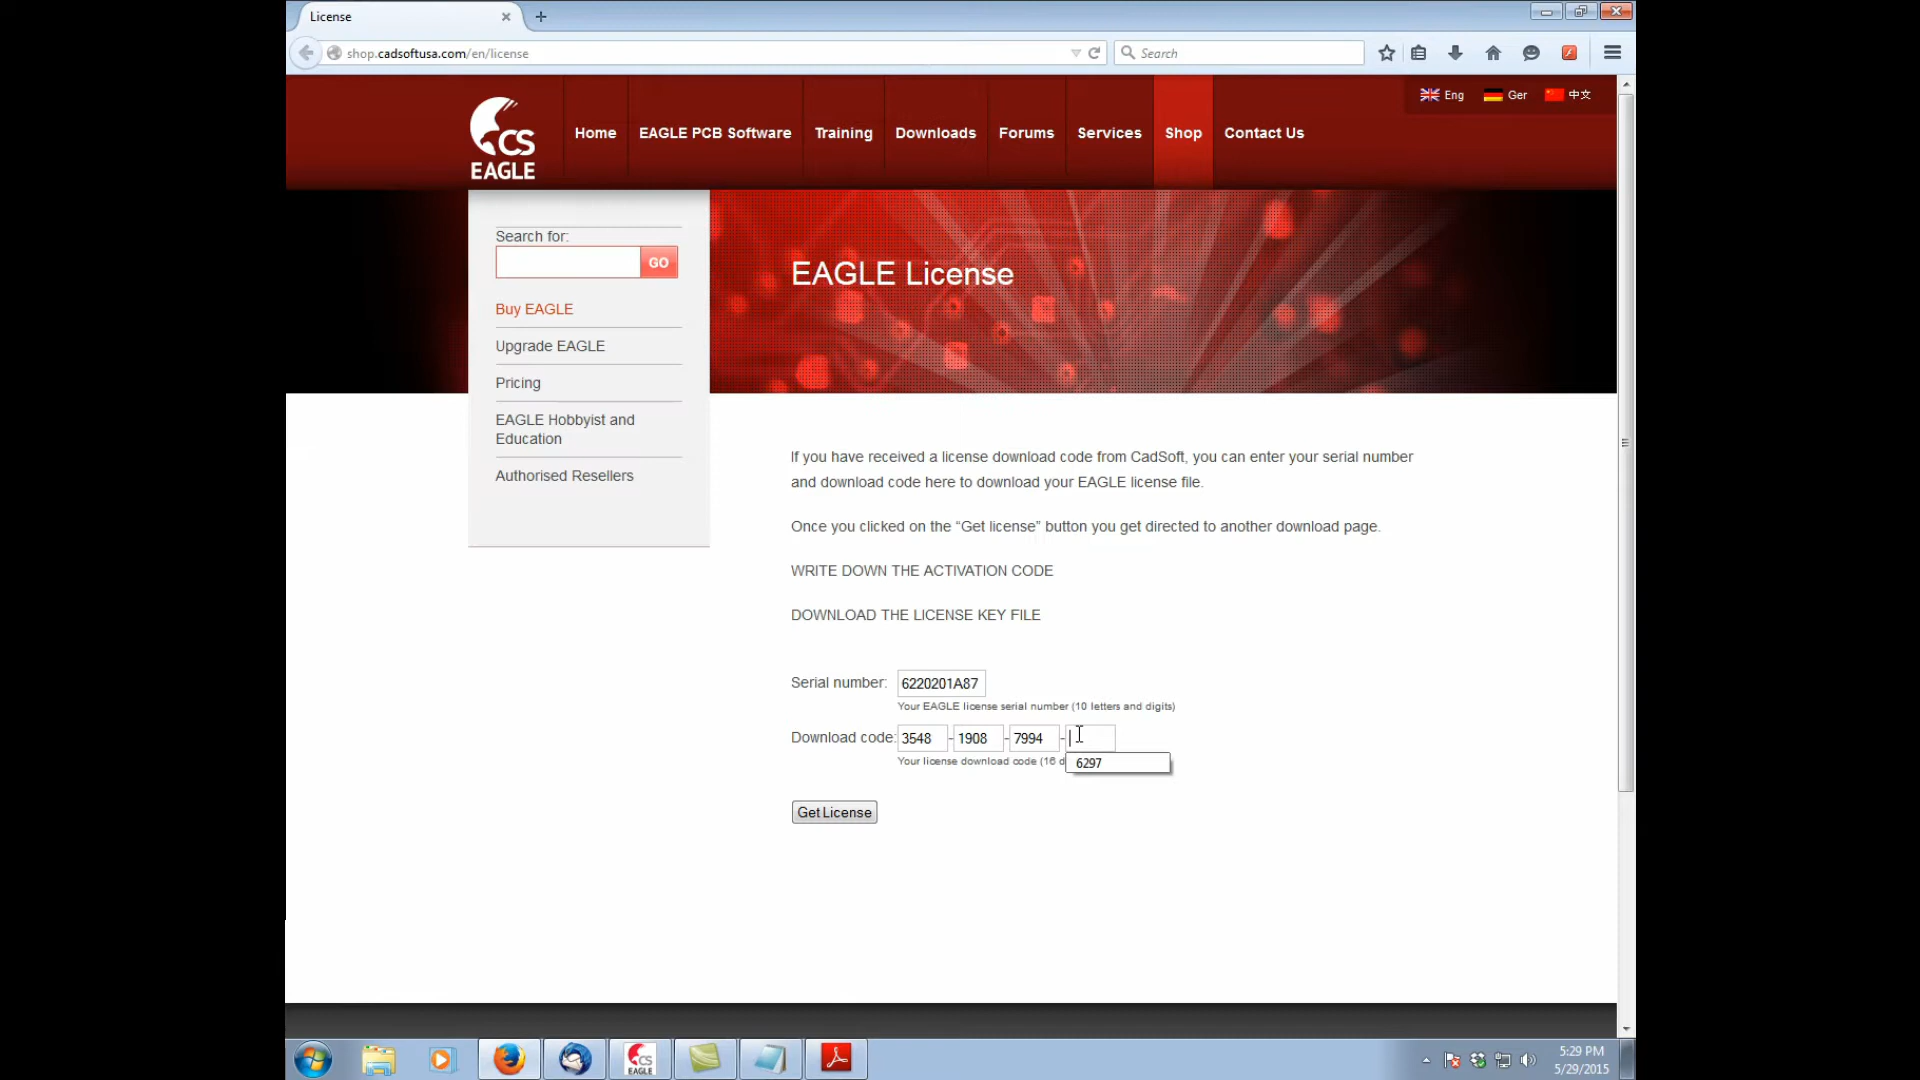 License
shop.cadsoftusa.com/en/license
Search
Eng
Ger
中文
CS
EAGLE
Home
EAGLE PCB Software
Training
Downloads
Forums
Services
Shop
Contact Us
Search for:
GO
Buy EAGLE
Upgrade EAGLE
Pricing
EAGLE Hobbyist and
Education
Authorised Resellers
EAGLE License
If you have received a license download code from CadSoft, you can enter your serial number
and download code here to download your EAGLE license file.
Once you clicked on the “Get license” button you get directed to another download page.
WRITE DOWN THE ACTIVATION CODE
DOWNLOAD THE LICENSE KEY FILE
Serial number: 6220201A87
Your EAGLE license serial number (10 letters and digits)
Download code: 3548 - 1908 - 7994 -
Your license download code (16 d
6297
Get License
CS
EAGLE
5:29 PM
5/29/2015